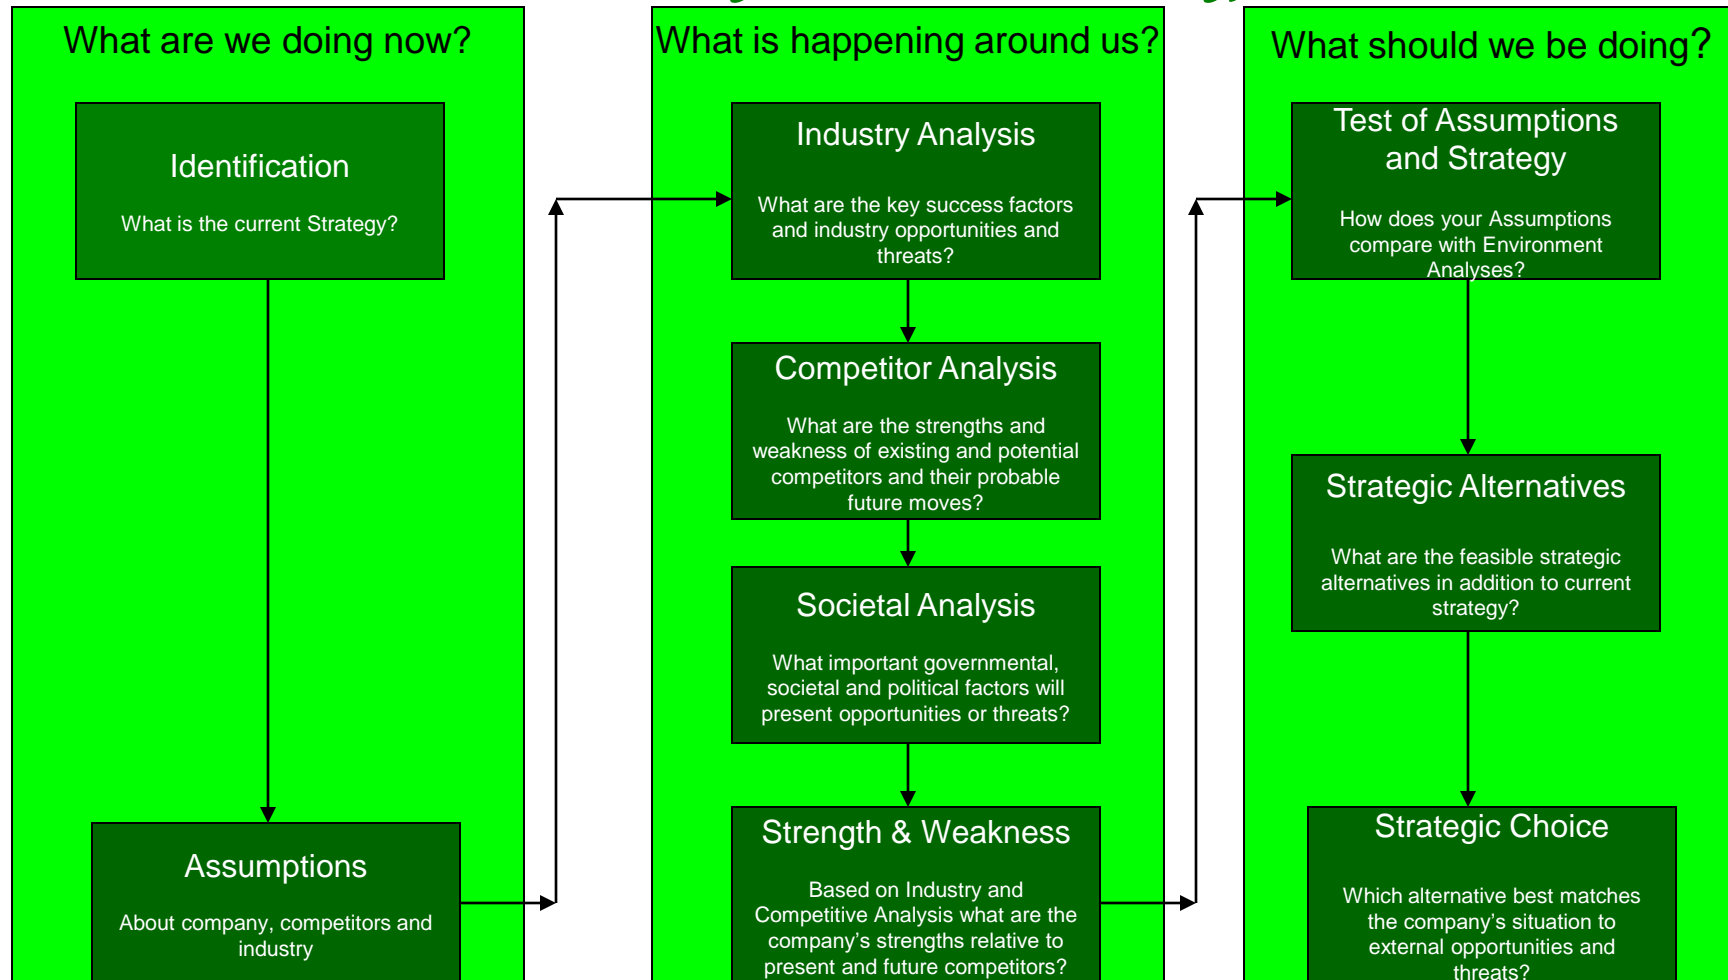 What are we doing now?
Identification
What is the current Strategy?
Assumptions
About company, competitors and
industry
What is happening around us?
Industry Analysis
What are the key success factors
and industry opportunities and
threats?
Competitor Analysis
What are the strengths and
weakness of existing and potential
competitors and their probable
future moves?
Societal Analysis
What important governmental,
societal and political factors will
present opportunities or threats?
Strength & Weakness
Based on Industry and
Competitive Analysis what are the
company’s strengths relative to
present and future competitors?
What should we be doing?
Test of Assumptions
and Strategy
How does your Assumptions
compare with Environment
Analyses?
Strategic Alternatives
What are the feasible strategic
alternatives in addition to current
strategy?
Strategic Choice
Which alternative best matches
the company’s situation to
external opportunities and
threats?